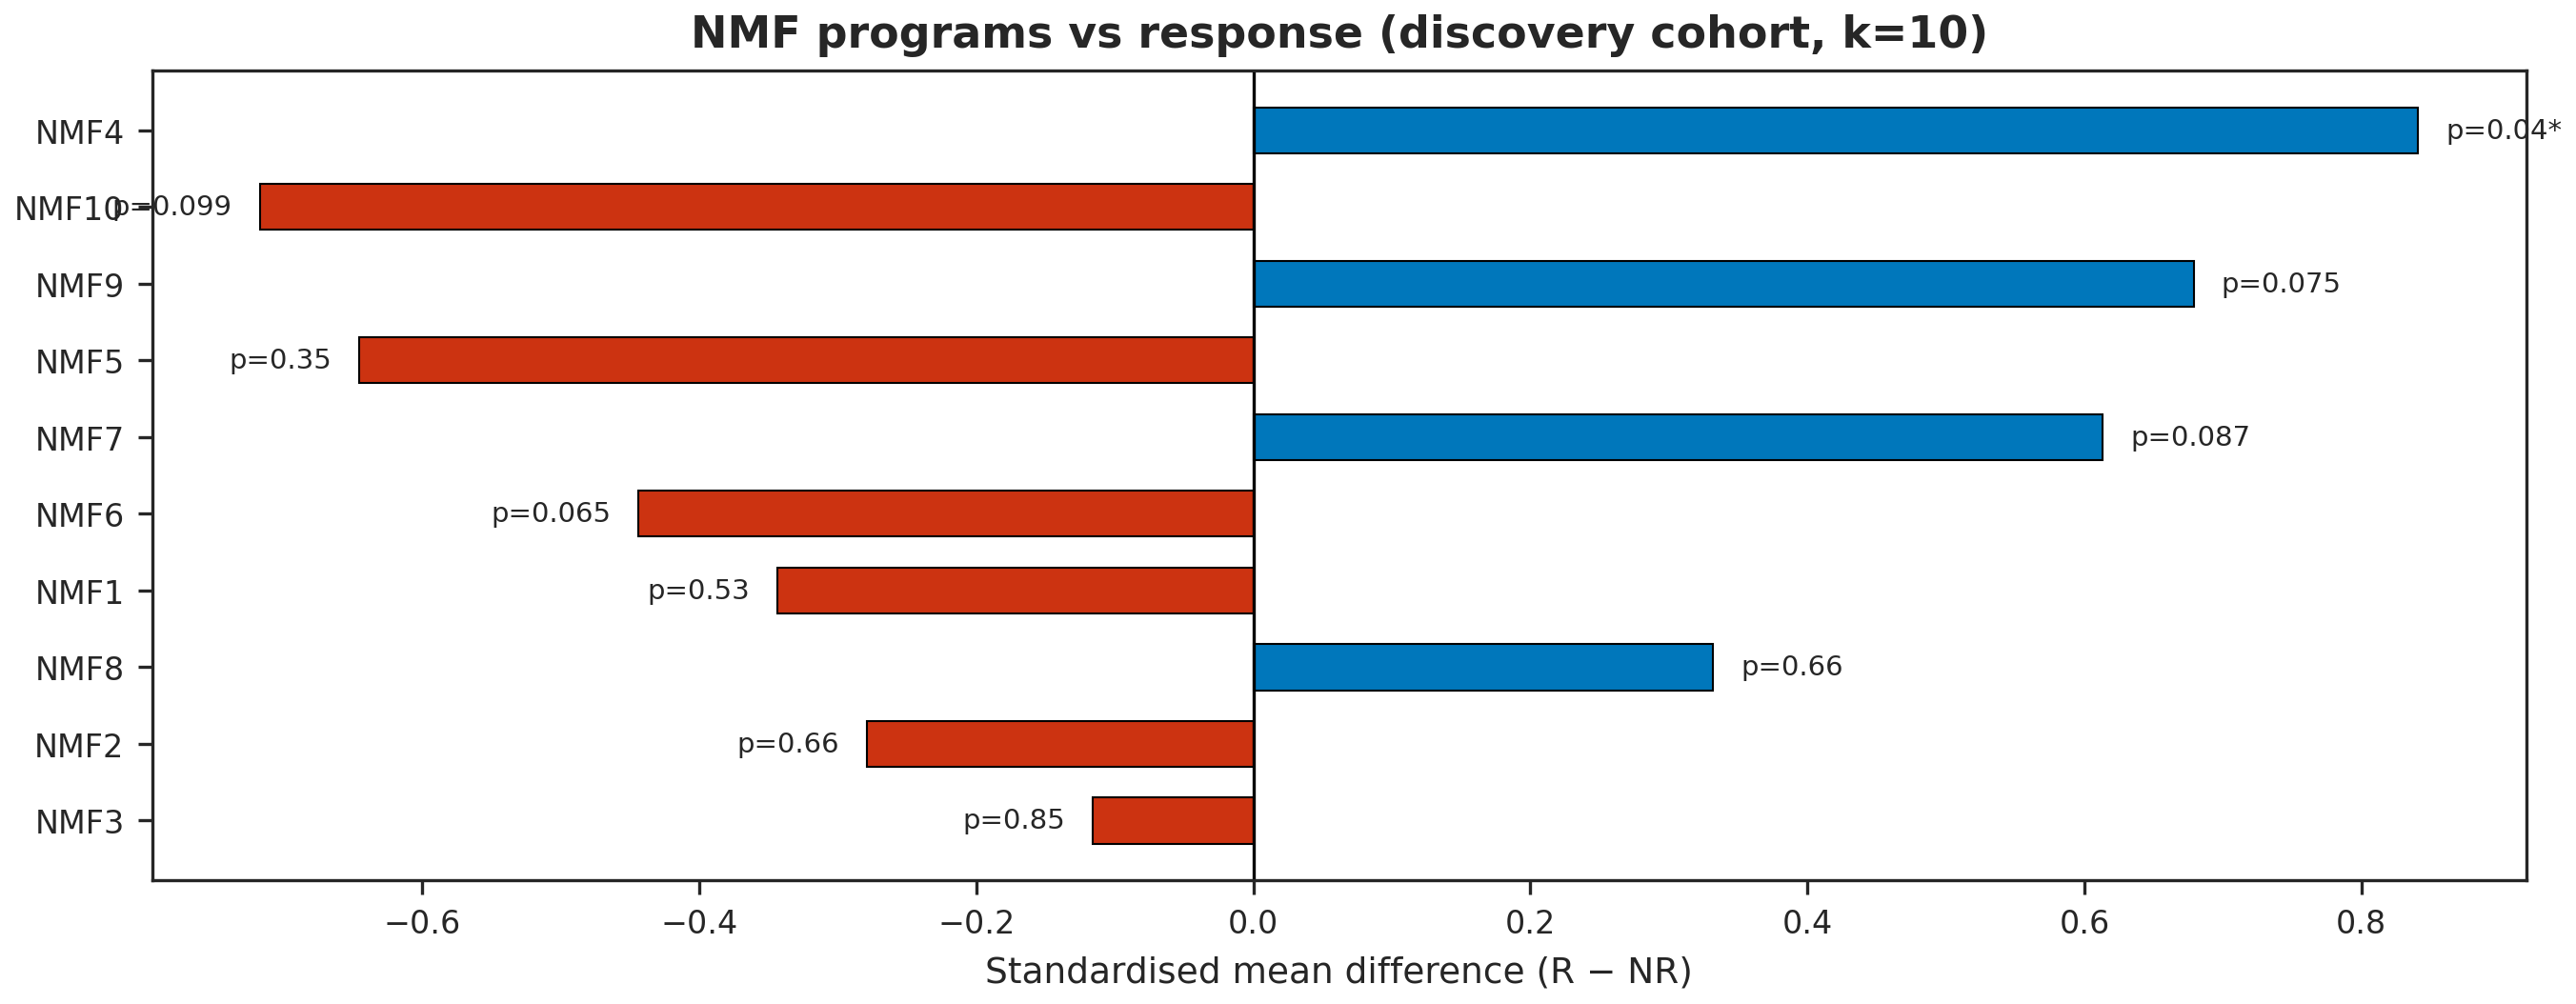 NMF programs vs response (discovery cohort, k=10)
NMF4 p=0.04*
NMF10 p=0.099
NMF9 p=0.075
NMF5 p=0.35
NMF7 p=0.087
NMF6 p=0.065
NMF1 p=0.53
NMF8 p=0.66
NMF2 p=0.66
NMF3 p=0.85
−0.6 −0.4 −0.2 0.0 0.2 0.4 0.6 0.8
Standardised mean difference (R − NR)